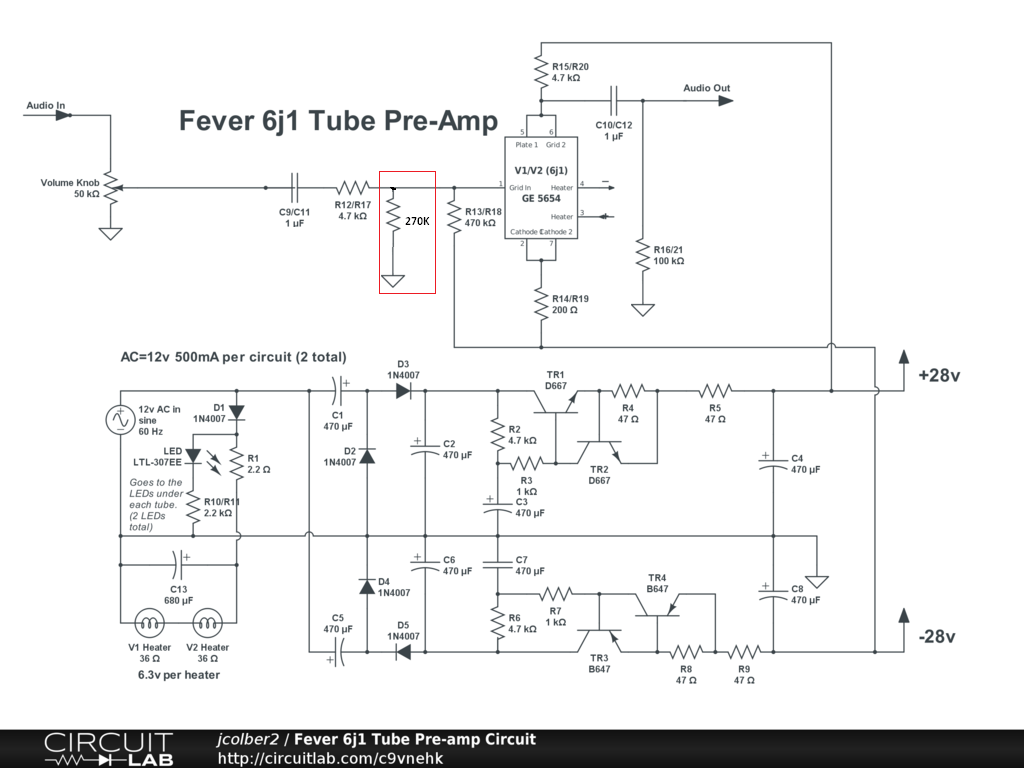 Fever 6j1 Tube Pre-Amp
Audio In
Volume Knob
50 kΩ
C9/C11
1 µF
R12/R17
4.7 kΩ
270K
R13/R18
470 kΩ
R15/R20
4.7 kΩ
C10/C12
1 µF
Audio Out
5
6
Plate 1
Grid 2
V1/V2 (6j1)
1
Grid In
Heater
4
GE 5654
Heater
3
Cathode 1
Cathode 2
2
7
R16/21
100 kΩ
R14/R19
200 Ω
AC=12v 500mA per circuit (2 total)
12v AC in
sine
60 Hz
D1
1N4007
LED
LTL-307EE
R1
2.2 Ω
Goes to the
LEDs under
each tube.
(2 LEDs
total)
R10/R11
2.2 kΩ
C13
680 µF
V1 Heater
36 Ω
V2 Heater
36 Ω
6.3v per heater
C1
470 µF
D2
1N4007
D3
1N4007
C2
470 µF
R2
4.7 kΩ
R3
1 kΩ
C3
470 µF
TR1
D667
TR2
D667
R4
47 Ω
R5
47 Ω
C4
470 µF
+28v
D4
1N4007
C5
470 µF
D5
1N4007
C6
470 µF
C7
470 µF
R6
4.7 kΩ
R7
1 kΩ
TR3
B647
TR4
B647
R8
47 Ω
R9
47 Ω
C8
470 µF
-28v
CIRCUIT
LAB
jcolber2 / Fever 6j1 Tube Pre-amp Circuit
http://circuitlab.com/c9vnehk